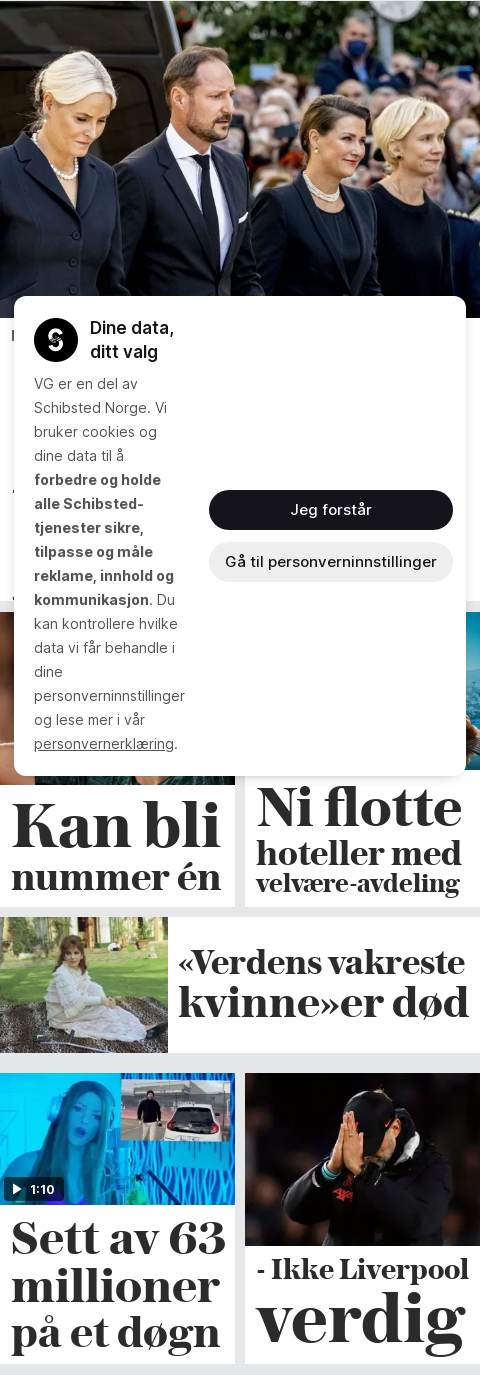 Dine data,
ditt valg
VG er en del av
Schibsted Norge. Vi
bruker cookies og
dine data til å
forbedre og holde
alle Schibsted-
tjenester sikre,
tilpasse og måle
reklame, innhold og
kommunikasjon. Du
kan kontrollere hvilke
data vi får behandle i
dine
personverninnstillinger
og lese mer i vår
personvernerklæring.
Jeg forstår
Gå til personverninnstillinger
Kan bli
nummer én
Ni flotte
hoteller med
velvære-avdeling
«Verdens vakreste
kvinne»er død
1:10
Sett av 63
millioner
på et døgn
- Ikke Liverpool
verdig